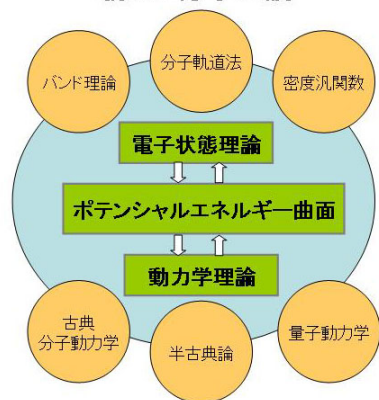 分子軌道法
バンド理論
密度汎関数
電子状態理論
ポテンシャルエネルギー曲面
動力学理論
古典
分子動力学
半古典論
量子動力学